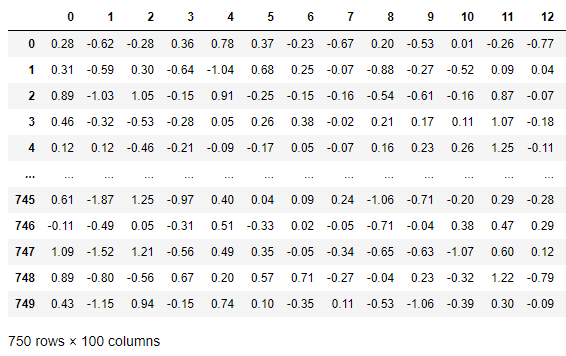 0 1 2 3 4 5 6 7 8 9 10 11 12
0 0.28 -0.62 -0.28 0.36 0.78 0.37 -0.23 -0.67 0.20 -0.53 0.01 -0.26 -0.77
1 0.31 -0.59 0.30 -0.64 -1.04 0.68 0.25 -0.07 -0.88 -0.27 -0.52 0.09 0.04
2 0.89 -1.03 1.05 -0.15 0.91 -0.25 -0.15 -0.16 -0.54 -0.61 -0.16 0.87 -0.07
3 0.46 -0.32 -0.53 -0.28 0.05 0.26 0.38 -0.02 0.21 0.17 0.11 1.07 -0.18
4 0.12 0.12 -0.46 -0.21 -0.09 -0.17 0.05 -0.07 0.16 0.23 0.26 1.25 -0.11
... ... ... ... ... ... ... ... ... ... ... ... ... ...
745 0.61 -1.87 1.25 -0.97 0.40 0.04 0.09 0.24 -1.06 -0.71 -0.20 0.29 -0.28
746 -0.11 -0.49 0.05 -0.31 0.51 -0.33 0.02 -0.05 -0.71 -0.04 0.38 0.47 0.29
747 1.09 -1.52 1.21 -0.56 0.49 0.35 -0.05 -0.34 -0.65 -0.63 -1.07 0.60 0.12
748 0.89 -0.80 -0.56 0.67 0.20 0.57 0.71 -0.27 -0.04 0.23 -0.32 1.22 -0.79
749 0.43 -1.15 0.94 -0.15 0.74 0.10 -0.35 0.11 -0.53 -1.06 -0.39 0.30 -0.09
750 rows × 100 columns